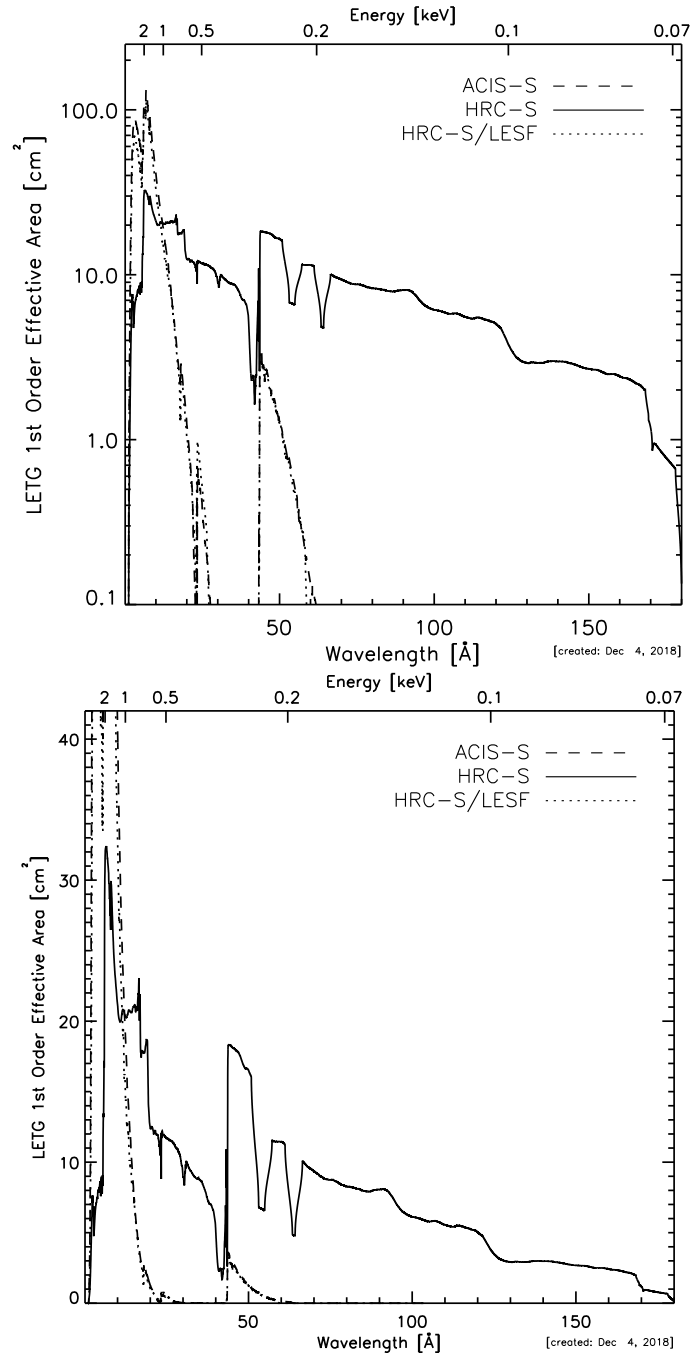 Energy [keV]
2 1 0.5 0.2 0.1 0.07
ACIS−S
HRC−S
HRC−S/LESF
100.0
10.0
1.0
0.1
LETG 1st Order Effective Area [cm²]
50 100 150
Wavelength [Å]
[created: Dec 4, 2018]
Energy [keV]
2 1 0.5 0.2 0.1 0.07
ACIS−S
HRC−S
HRC−S/LESF
40
30
20
10
0
LETG 1st Order Effective Area [cm²]
50 100 150
Wavelength [Å]
[created: Dec 4, 2018]